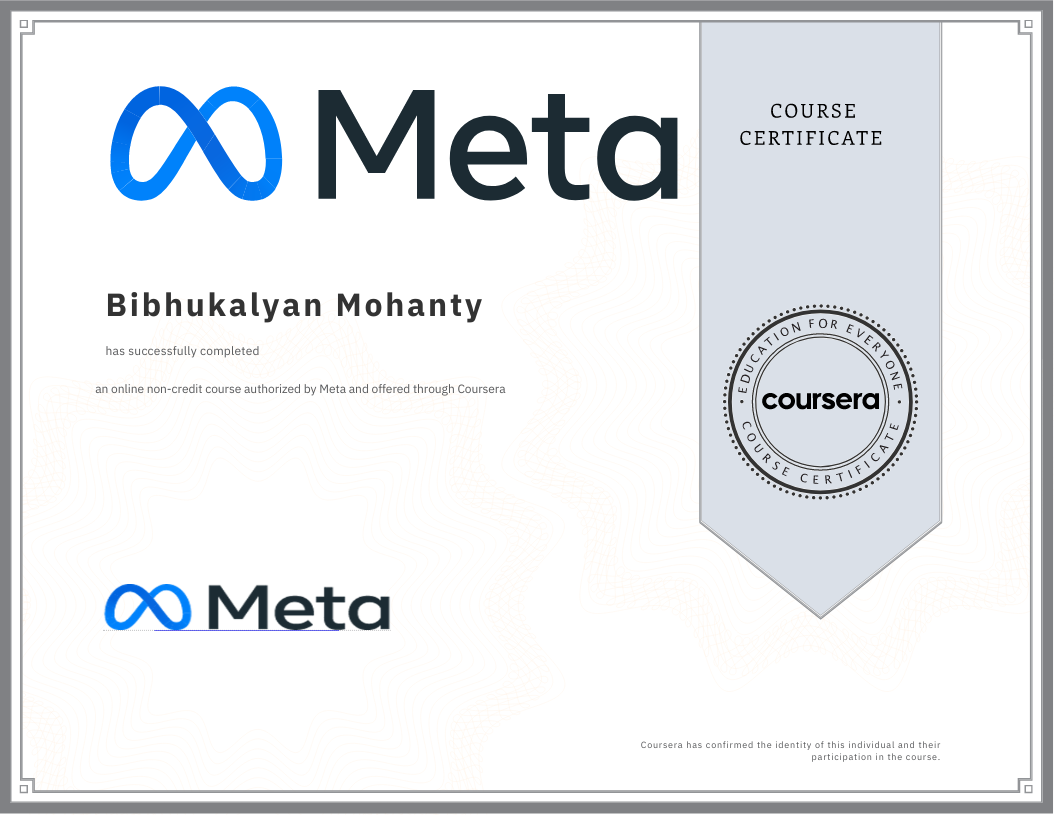 Meta
COURSE
CERTIFICATE
Bibhukalyan Mohanty
has successfully completed
an online non-credit course authorized by Meta and offered through Coursera
EDUCATION FOR EVERYONE
coursera
COURSE CERTIFICATE
Meta
Coursera has confirmed the identity of this individual and their
participation in the course.